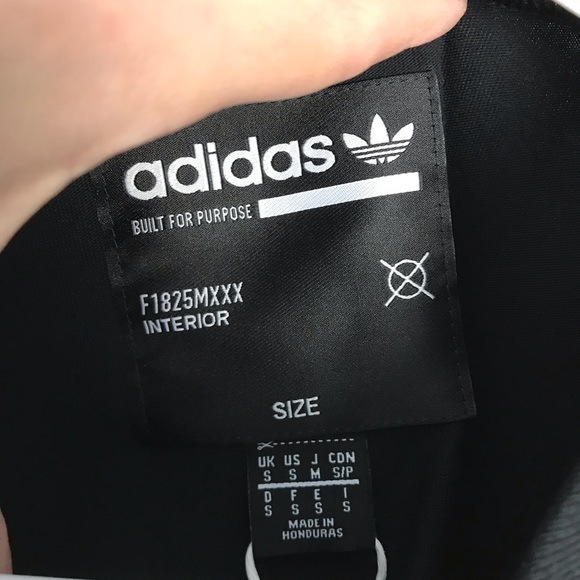 adidas
BUILT FOR PURPOSE
F1825MXXX
INTERIOR
SIZE
UK US J CDN
S S M S/P
D F E I
S S S S
MADE IN
HONDURAS